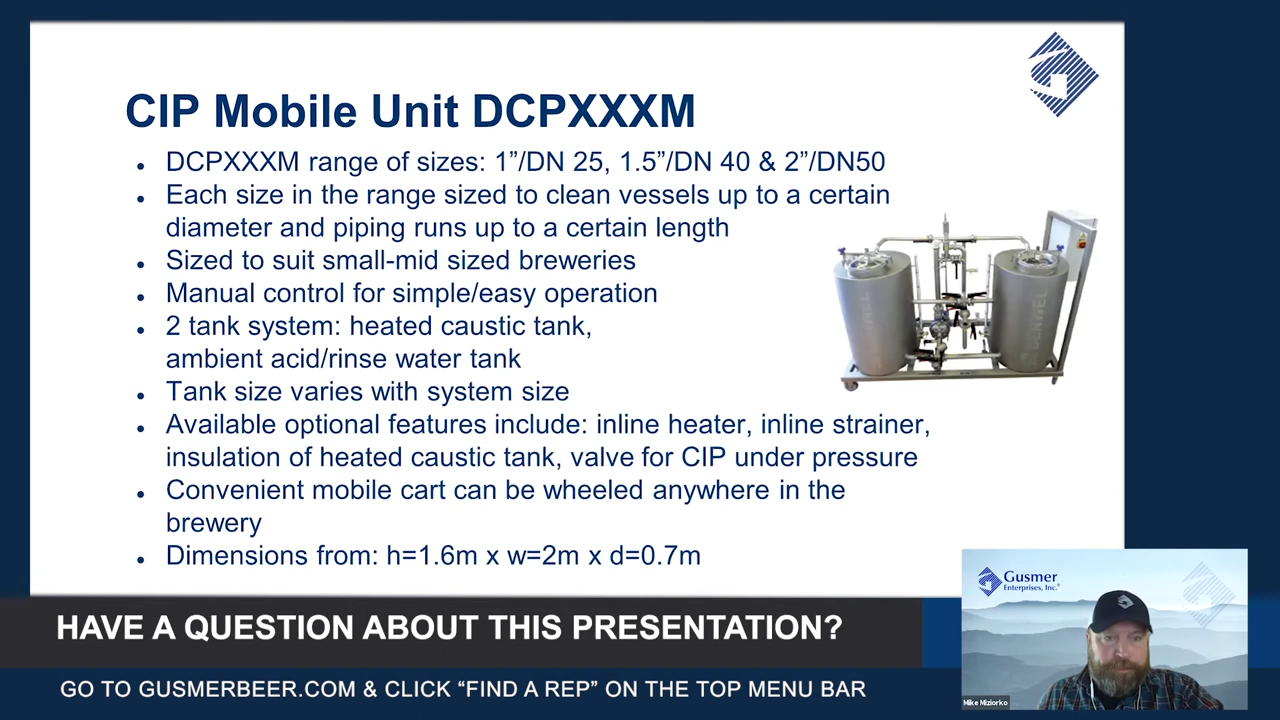 CIP Mobile Unit DCPXXXM
• DCPXXXM range of sizes: 1”/DN 25, 1.5”/DN 40 & 2”/DN50
• Each size in the range sized to clean vessels up to a certain
diameter and piping runs up to a certain length
• Sized to suit small-mid sized breweries
• Manual control for simple/easy operation
• 2 tank system: heated caustic tank,
ambient acid/rinse water tank
• Tank size varies with system size
• Available optional features include: inline heater, inline strainer,
insulation of heated caustic tank, valve for CIP under pressure
• Convenient mobile cart can be wheeled anywhere in the
brewery
• Dimensions from: h=1.6m x w=2m x d=0.7m
Gusmer
Enterprises, Inc.®
Mike Miziorko
HAVE A QUESTION ABOUT THIS PRESENTATION?
GO TO GUSMERBEER.COM & CLICK “FIND A REP” ON THE TOP MENU BAR